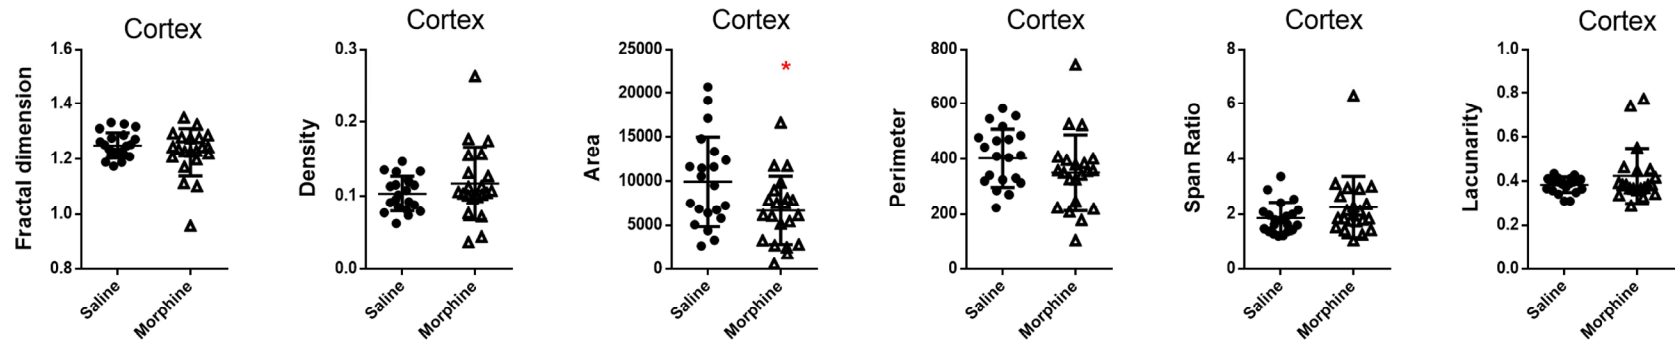 Cortex
Fractal dimension
1.6
1.4
1.2
1.0
0.8
Saline
Morphine
Cortex
Density
0.3
0.2
0.1
0.0
Saline
Morphine
Cortex
Area
25000
20000
15000
10000
5000
0
*
Saline
Morphine
Cortex
Perimeter
800
600
400
200
0
Saline
Morphine
Cortex
Span Ratio
8
6
4
2
0
Saline
Morphine
Cortex
Lacunarity
1.0
0.8
0.6
0.4
0.2
0.0
Saline
Morphine